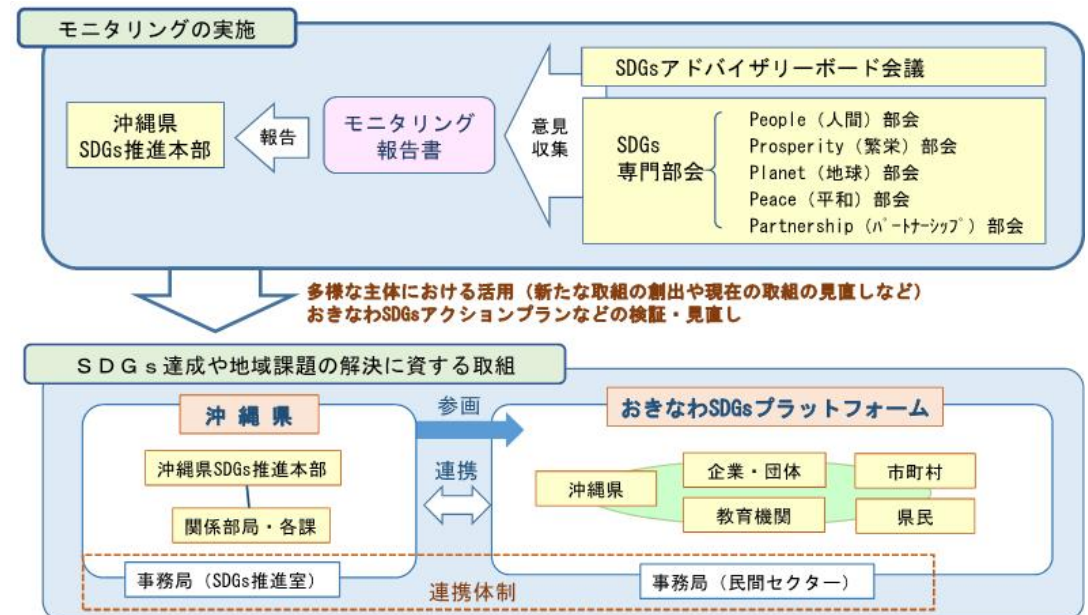 モニタリングの実施
SDGsアドバイザリーボード会議
沖縄県
SDGs推進本部
報告
モニタリング
報告書
意見
収集
SDGs
専門部会
People（人間）部会
Prosperity（繁栄）部会
Planet（地球）部会
Peace（平和）部会
Partnership（ﾊﾟｰﾄﾅｰｼｯﾌﾟ）部会
多様な主体における活用（新たな取組の創出や現在の取組の見直しなど）
おきなわSDGsアクションプランなどの検証・見直し
ＳＤＧｓ達成や地域課題の解決に資する取組
沖縄県
沖縄県SDGs推進本部
関係部局・各課
事務局（SDGs推進室）
参画
連携
連携体制
おきなわSDGsプラットフォーム
沖縄県
企業・団体
市町村
教育機関
県民
事務局（民間セクター）